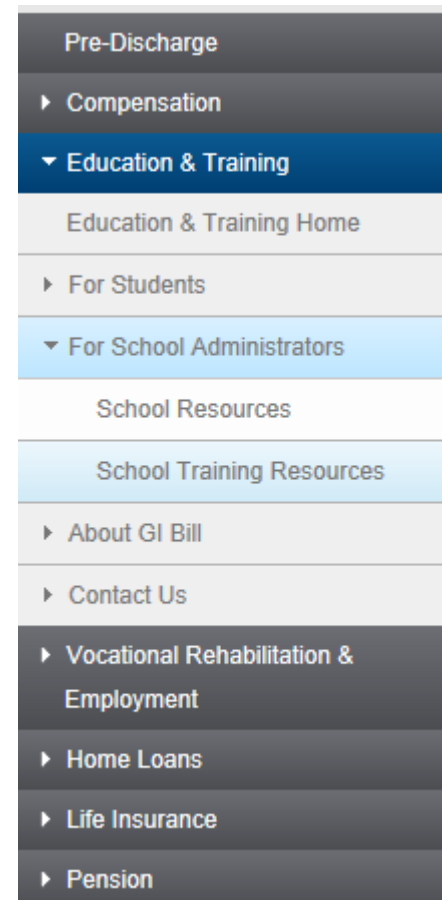 Pre-Discharge
Compensation
Education & Training
Education & Training Home
For Students
For School Administrators
School Resources
School Training Resources
About GI Bill
Contact Us
Vocational Rehabilitation &
Employment
Home Loans
Life Insurance
Pension